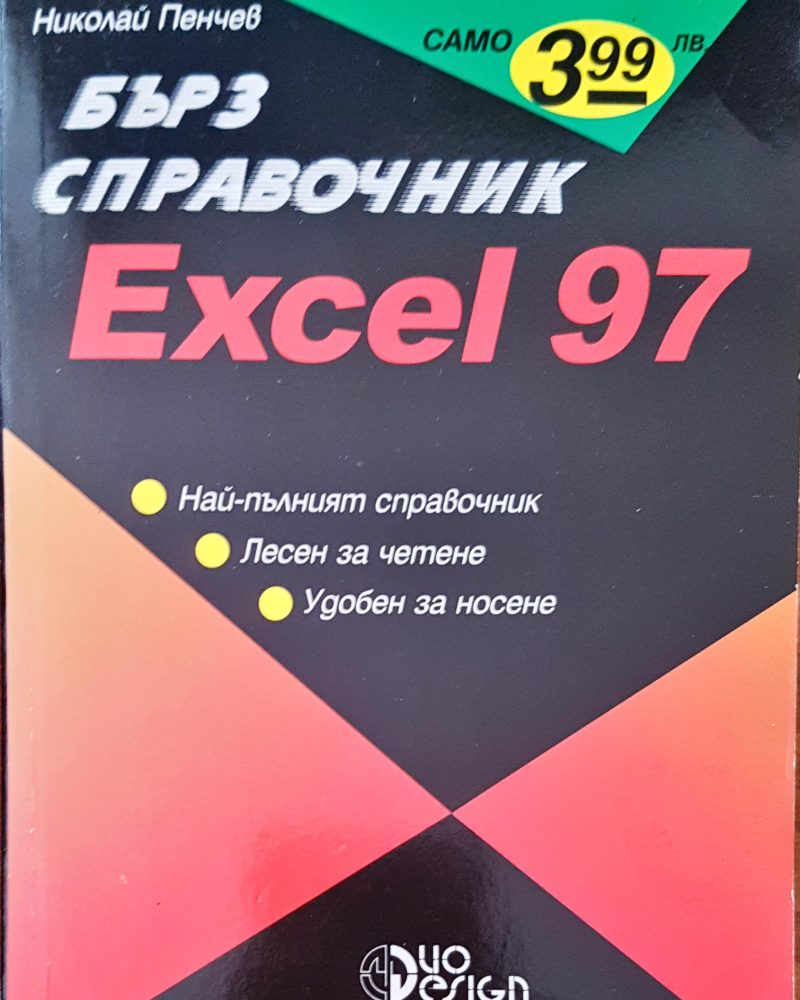 Николай Пенчев
САМО 3.99 ЛВ.
БЪРЗ
СПРАВОЧНИК
Excel 97
Най-пълният справочник
Лесен за четене
Удобен за носене
Duo
Design